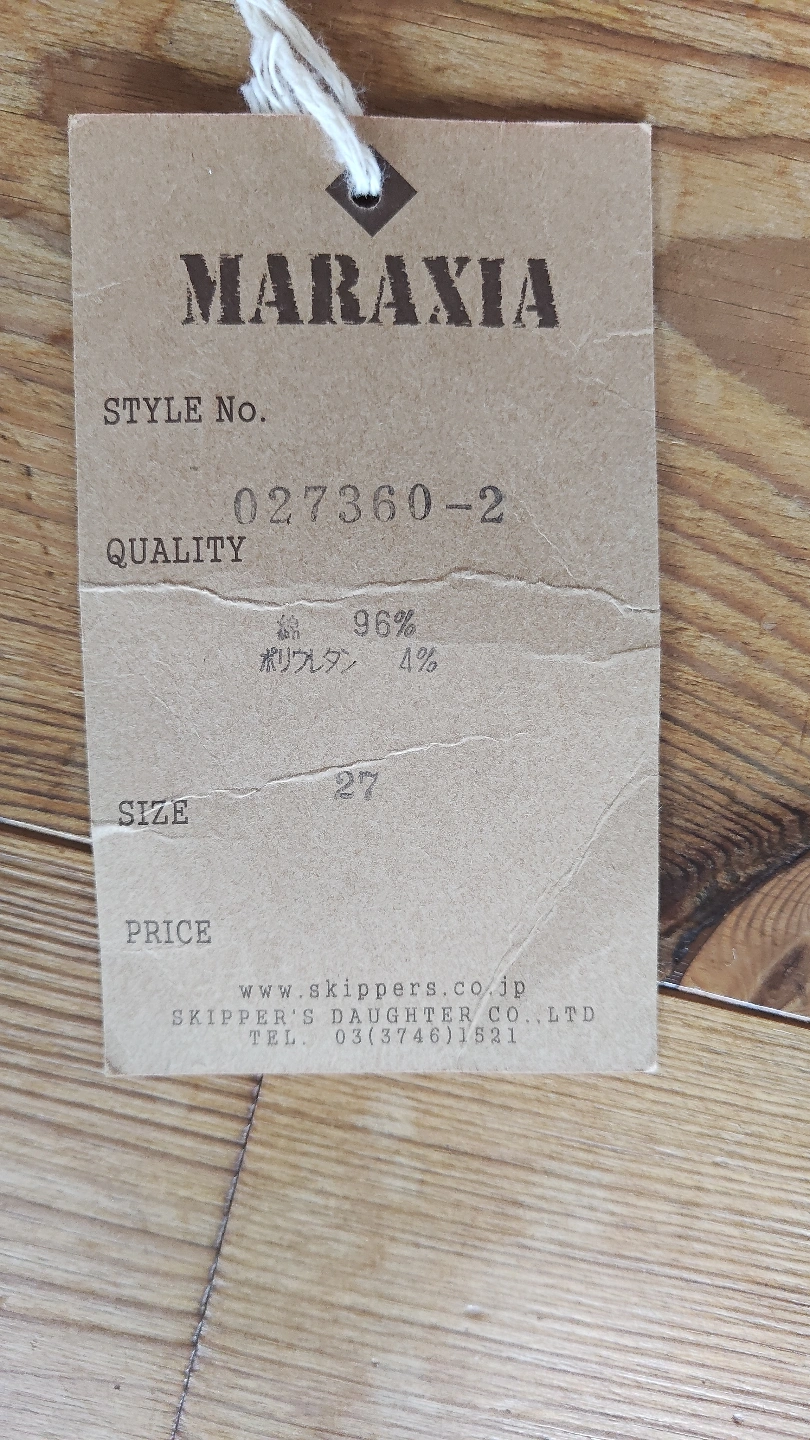 MARAXIA
STYLE No.
027360-2
QUALITY
綿 96%
ポリウレタン 4%
27
SIZE
PRICE
www.skippers.co.jp
SKIPPER'S DAUGHTER CO.,LTD
TEL. 03(3746)1521